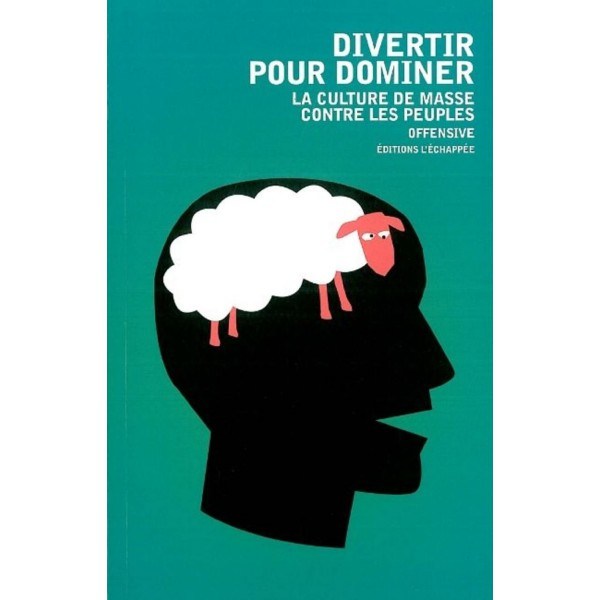 DIVERTIR
POUR DOMINER
LA CULTURE DE MASSE
CONTRE LES PEUPLES
OFFENSIVE
ÉDITIONS L'ÉCHAPPÉE